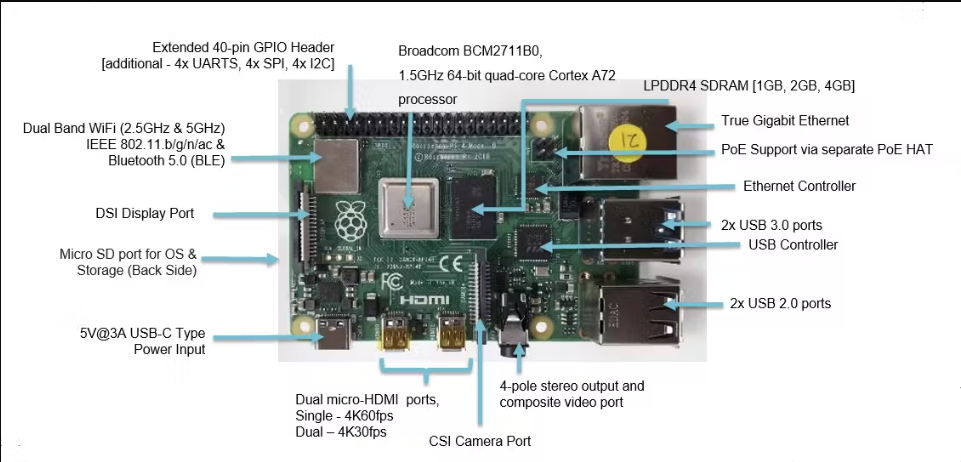 Extended 40-pin GPIO Header
[additional - 4x UARTS, 4x SPI, 4x I2C]
Broadcom BCM2711B0,
1.5GHz 64-bit quad-core Cortex A72
processor
LPDDR4 SDRAM [1GB, 2GB, 4GB]
True Gigabit Ethernet
PoE Support via separate PoE HAT
Dual Band WiFi (2.5GHz & 5GHz)
IEEE 802.11.b/g/n/ac &
Bluetooth 5.0 (BLE)
Ethernet Controller
DSI Display Port
2x USB 3.0 ports
USB Controller
Micro SD port for OS &
Storage (Back Side)
2x USB 2.0 ports
5V@3A USB-C Type
Power Input
4-pole stereo output and
composite video port
Dual micro-HDMI ports,
Single - 4K60fps
Dual – 4K30fps
CSI Camera Port
21
CE
FC
HDMI